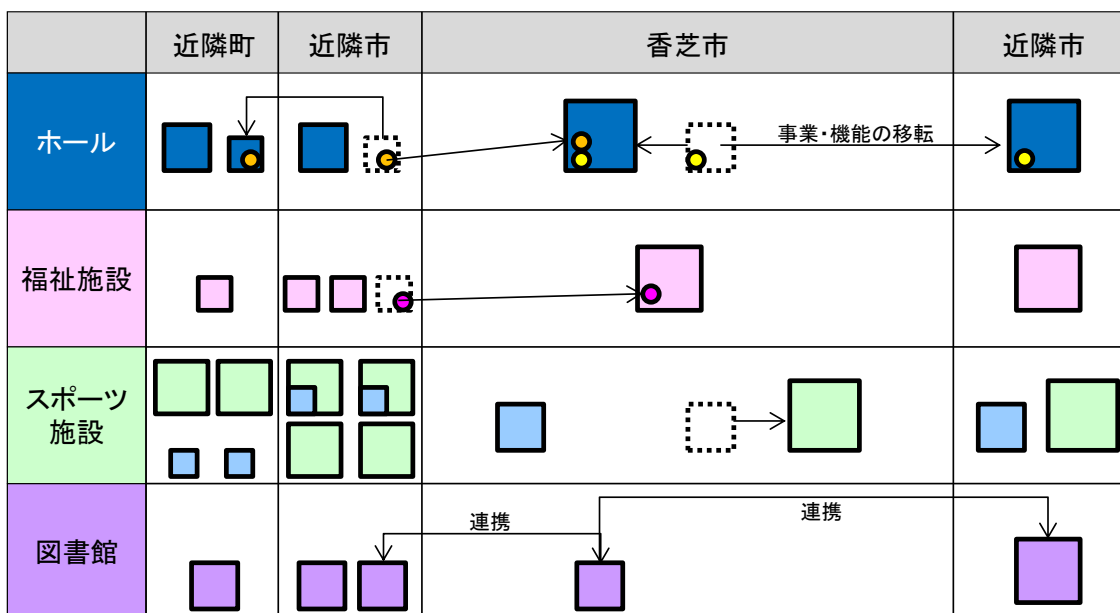 近隣町 近隣市 香芝市 近隣市
ホール
事業・機能の移転
福祉施設
スポーツ
施設
連携
連携
図書館